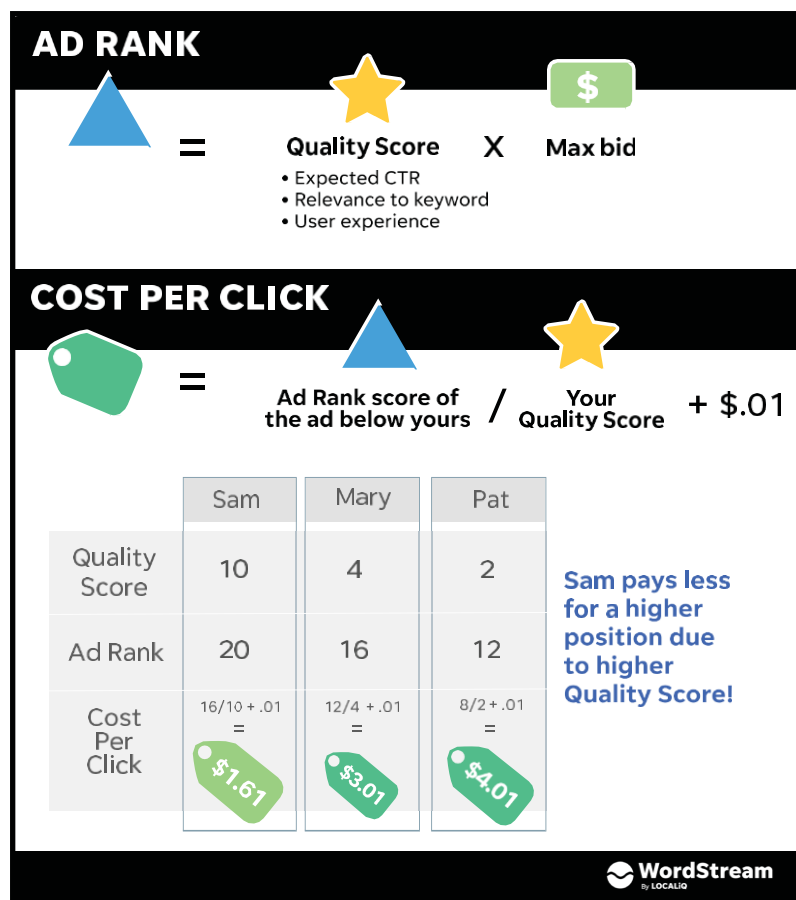 AD RANK
$
=
Quality Score X Max bid
• Expected CTR
• Relevance to keyword
• User experience
COST PER CLICK
=
Ad Rank score of
the ad below yours
/
Your
Quality Score
+ $.01
Sam Mary Pat
Quality
Score
10 4 2
Ad Rank 20 16 12
Cost
Per
Click
16/10 + .01 12/4 + .01 8/2 + .01
= = =
$1.61 $3.01 $4.01
Sam pays less
for a higher
position due
to higher
Quality Score!
WordStream
By LOCALiQ